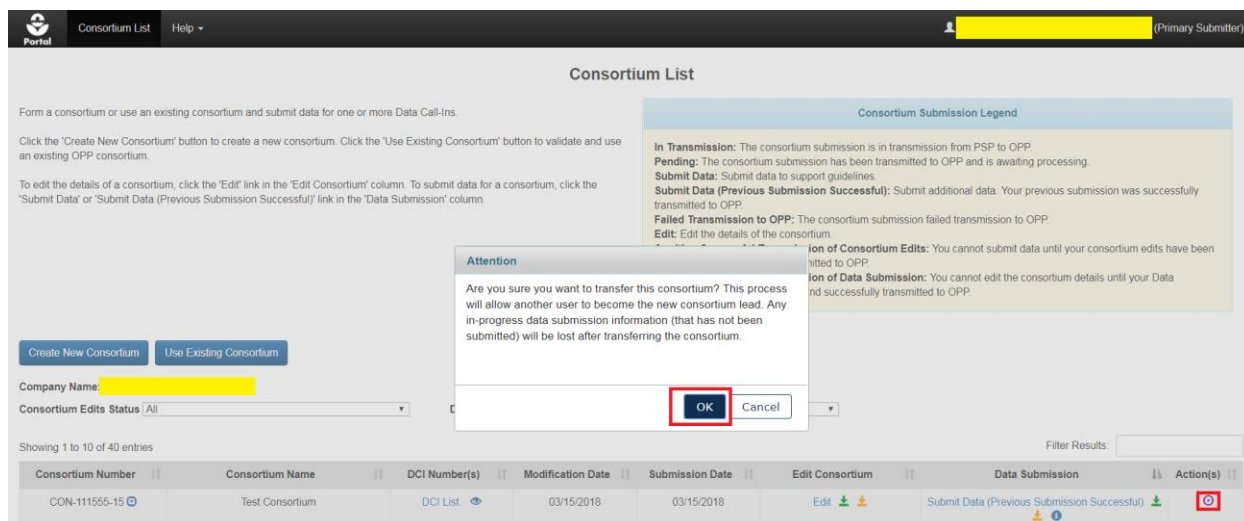 Portal
Consortium List
Help
(Primary Submitter)
Consortium List
Form a consortium or use an existing consortium and submit data for one or more Data Call-Ins.
Click the 'Create New Consortium' button to create a new consortium. Click the 'Use Existing Consortium' button to validate and use
an existing OPP consortium.
To edit the details of a consortium, click the 'Edit' link in the 'Edit Consortium' column. To submit data for a consortium, click the
'Submit Data' or 'Submit Data (Previous Submission Successful)' link in the 'Data Submission' column.
Consortium Submission Legend
In Transmission: The consortium submission is in transmission from PSP to OPP.
Pending: The consortium submission has been transmitted to OPP and is awaiting processing.
Submit Data: Submit data to support guidelines.
Submit Data (Previous Submission Successful): Submit additional data. Your previous submission was successfully
transmitted to OPP.
Failed Transmission to OPP: The consortium submission failed transmission to OPP.
Edit: Edit the details of the consortium.
ion of Consortium Edits: You cannot submit data until your consortium edits have been
nitted to OPP.
ion of Data Submission: You cannot edit the consortium details until your Data
nd successfully transmitted to OPP.
Attention
Are you sure you want to transfer this consortium? This process
will allow another user to become the new consortium lead. Any
in-progress data submission information (that has not been
submitted) will be lost after transferring the consortium.
OK Cancel
Create New Consortium Use Existing Consortium
Company Name:
Consortium Edits Status All
Showing 1 to 10 of 40 entries
Filter Results:
Consortium Number Consortium Name DCI Number(s) Modification Date Submission Date Edit Consortium Data Submission Action(s)
CON-111555-15 Test Consortium DCI List 03/15/2018 03/15/2018 Edit Submit Data (Previous Submission Successful)